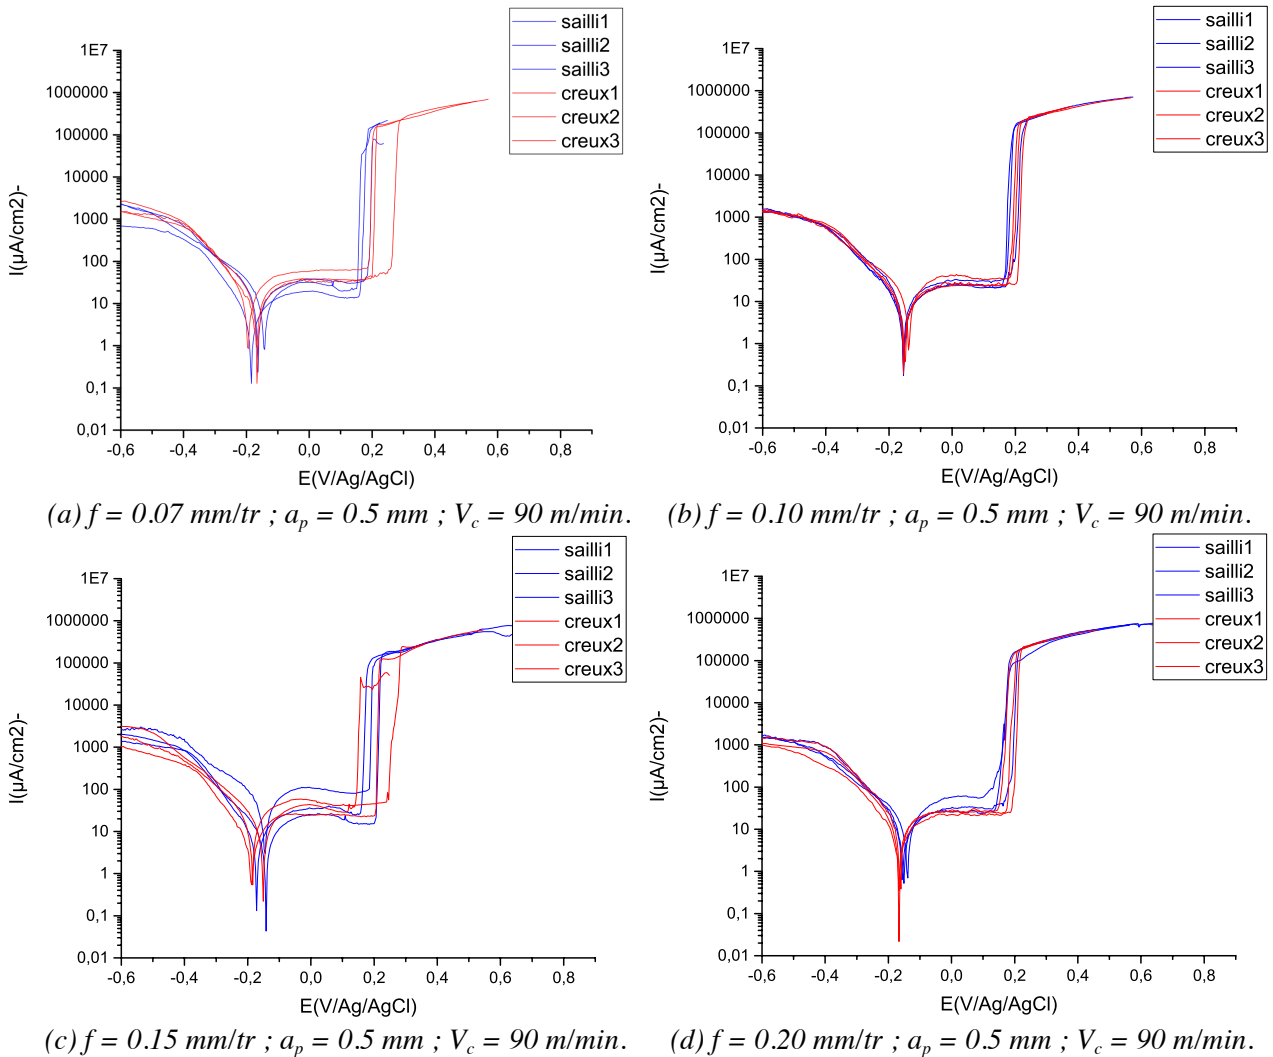 sailli1
sailli2
sailli3
creux1
creux2
creux3
1E7
1000000
100000
10000
1000
100
10
1
0,1
0,01
I(µA/cm2)-
-0,6 -0,4 -0,2 0,0 0,2 0,4 0,6 0,8
E(V/Ag/AgCl)
(a) f = 0.07 mm/tr ; ap = 0.5 mm ; Vc = 90 m/min.
sailli1
sailli2
sailli3
creux1
creux2
creux3
1E7
1000000
100000
10000
1000
100
10
1
0,1
0,01
I(µA/cm2)-
-0,6 -0,4 -0,2 0,0 0,2 0,4 0,6 0,8
E(V/Ag/AgCl)
(b) f = 0.10 mm/tr ; ap = 0.5 mm ; Vc = 90 m/min.
sailli1
sailli2
sailli3
creux1
creux2
creux3
1E7
1000000
100000
10000
1000
100
10
1
0,1
0,01
I(µA/cm2)-
-0,6 -0,4 -0,2 0,0 0,2 0,4 0,6 0,8
E(V/Ag/AgCl)
(c) f = 0.15 mm/tr ; ap = 0.5 mm ; Vc = 90 m/min.
sailli1
sailli2
sailli3
creux1
creux2
creux3
1E7
1000000
100000
10000
1000
100
10
1
0,1
0,01
I(µA/cm2)-
-0,6 -0,4 -0,2 0,0 0,2 0,4 0,6 0,8
E(V/Ag/AgCl)
(d) f = 0.20 mm/tr ; ap = 0.5 mm ; Vc = 90 m/min.